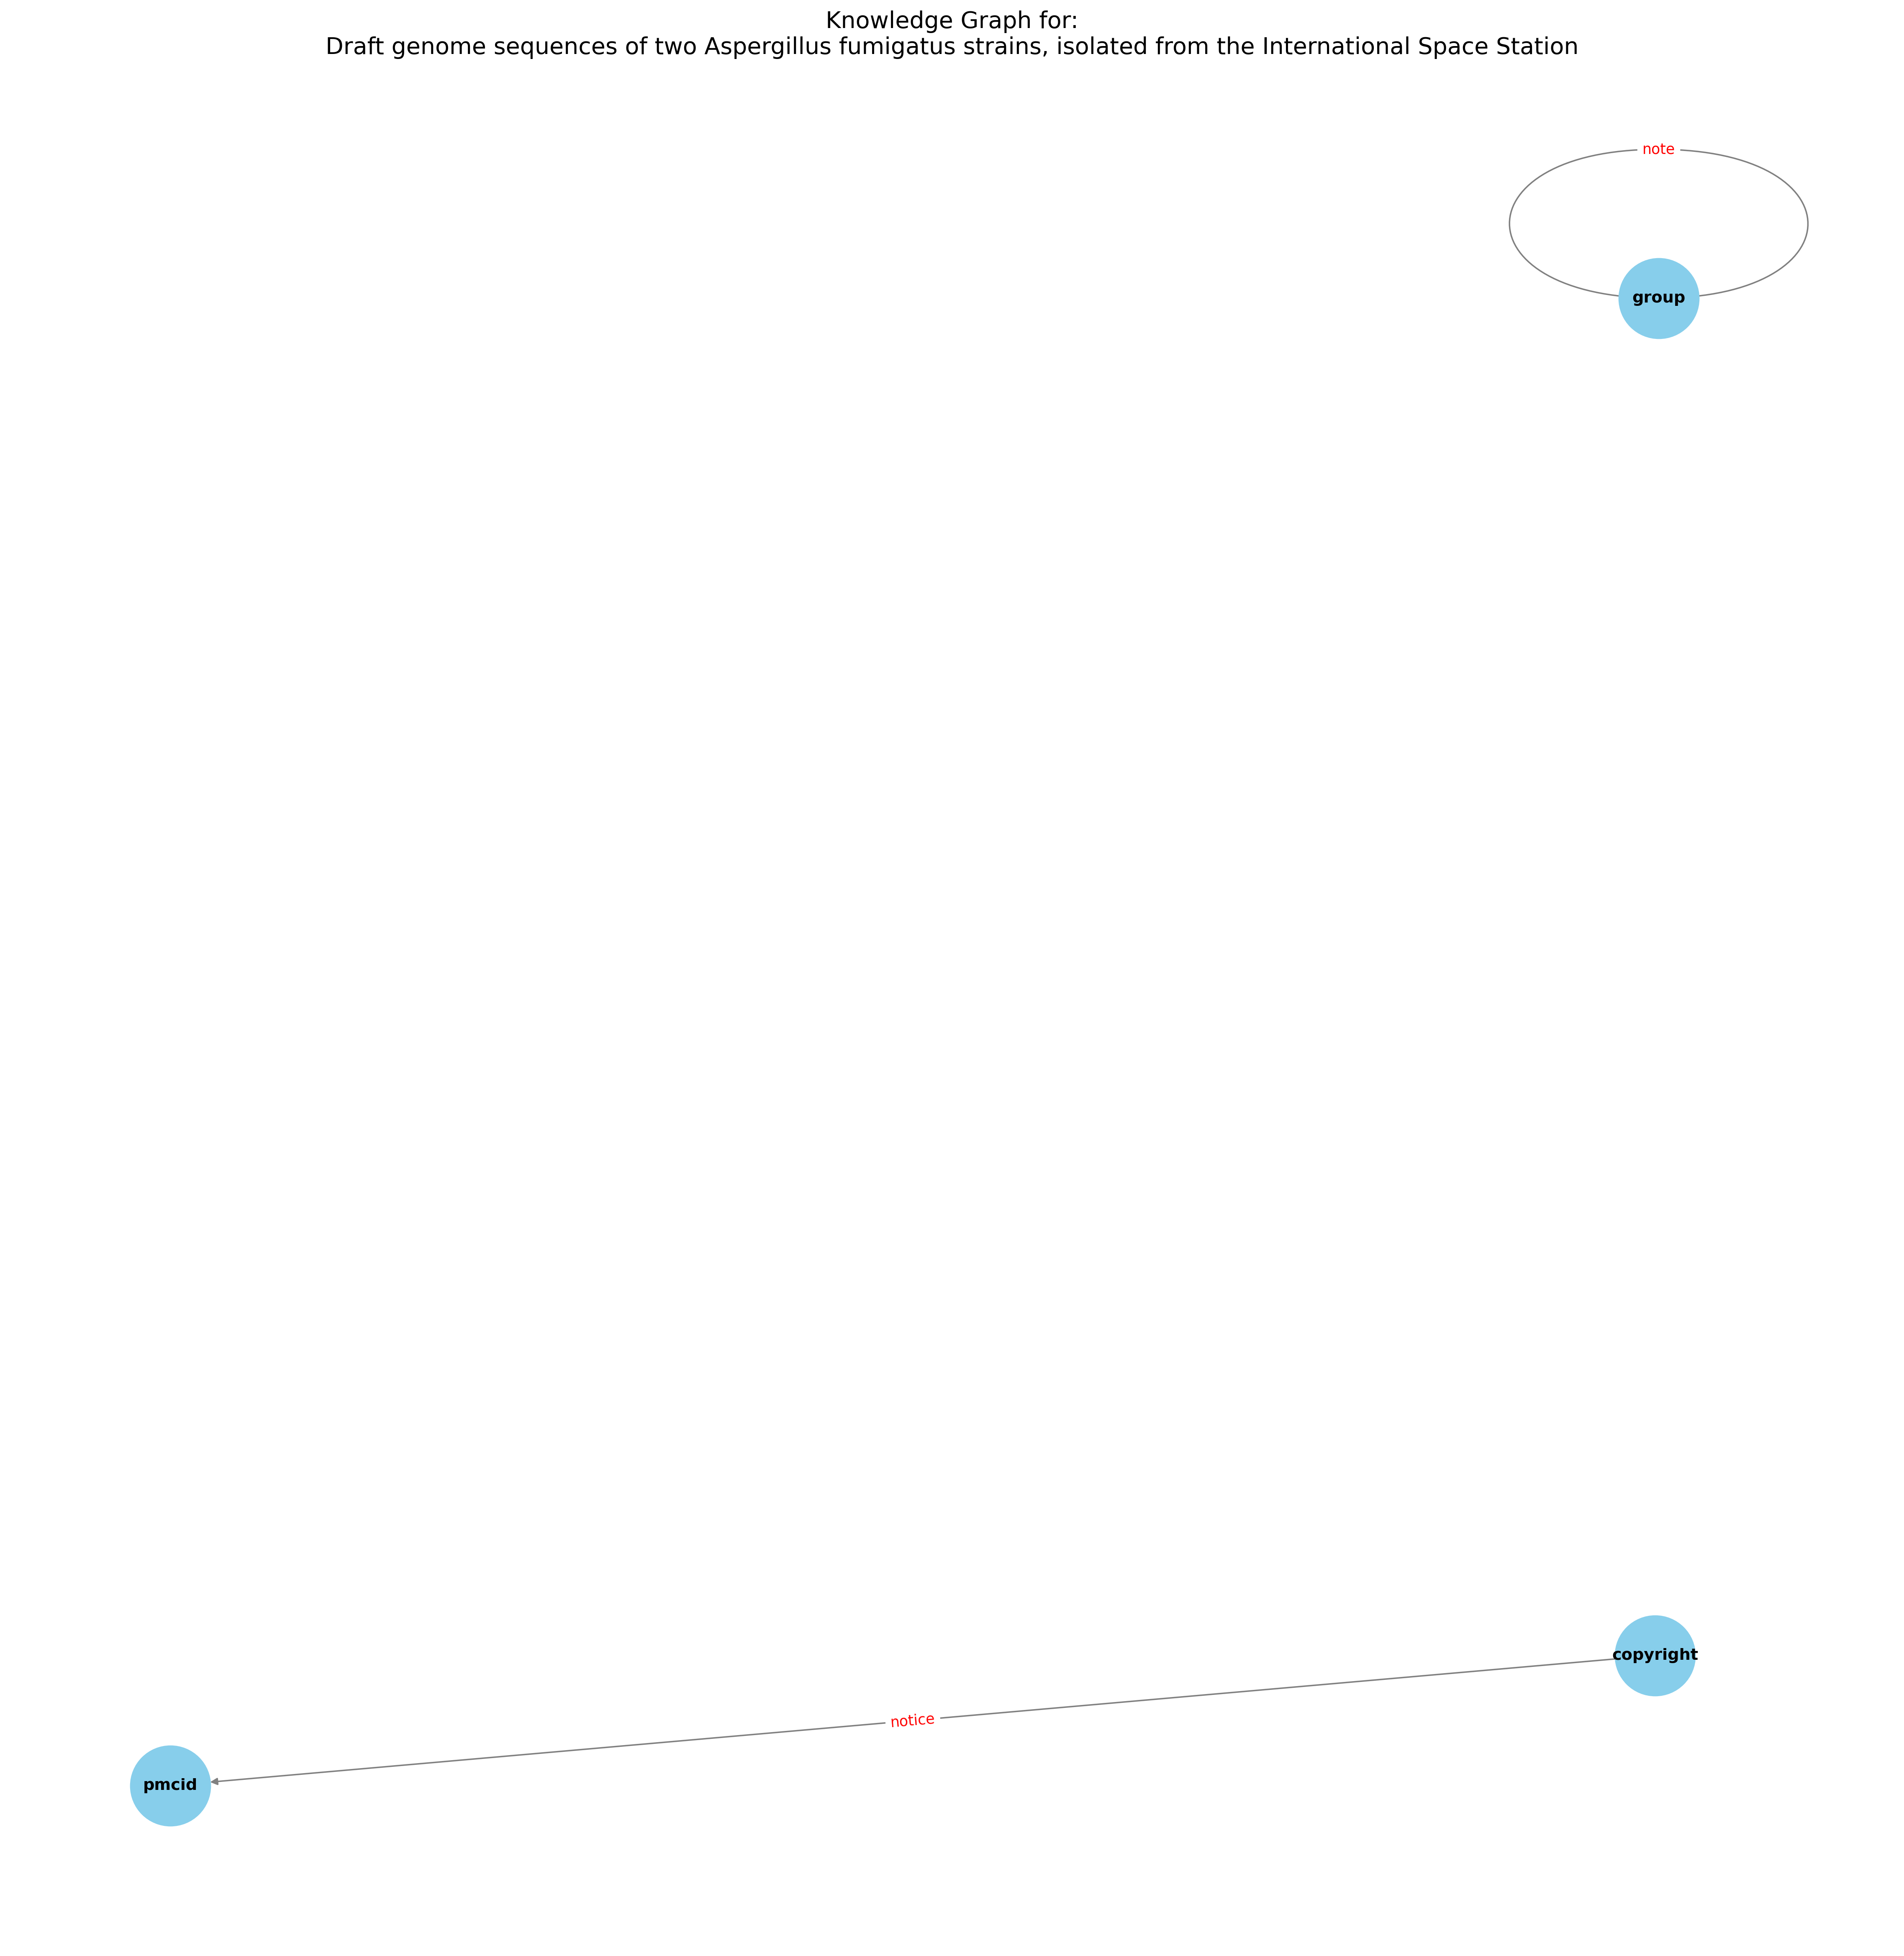 Knowledge Graph for:
Draft genome sequences of two Aspergillus fumigatus strains, isolated from the International Space Station
note
group
copyright
notice
pmcid